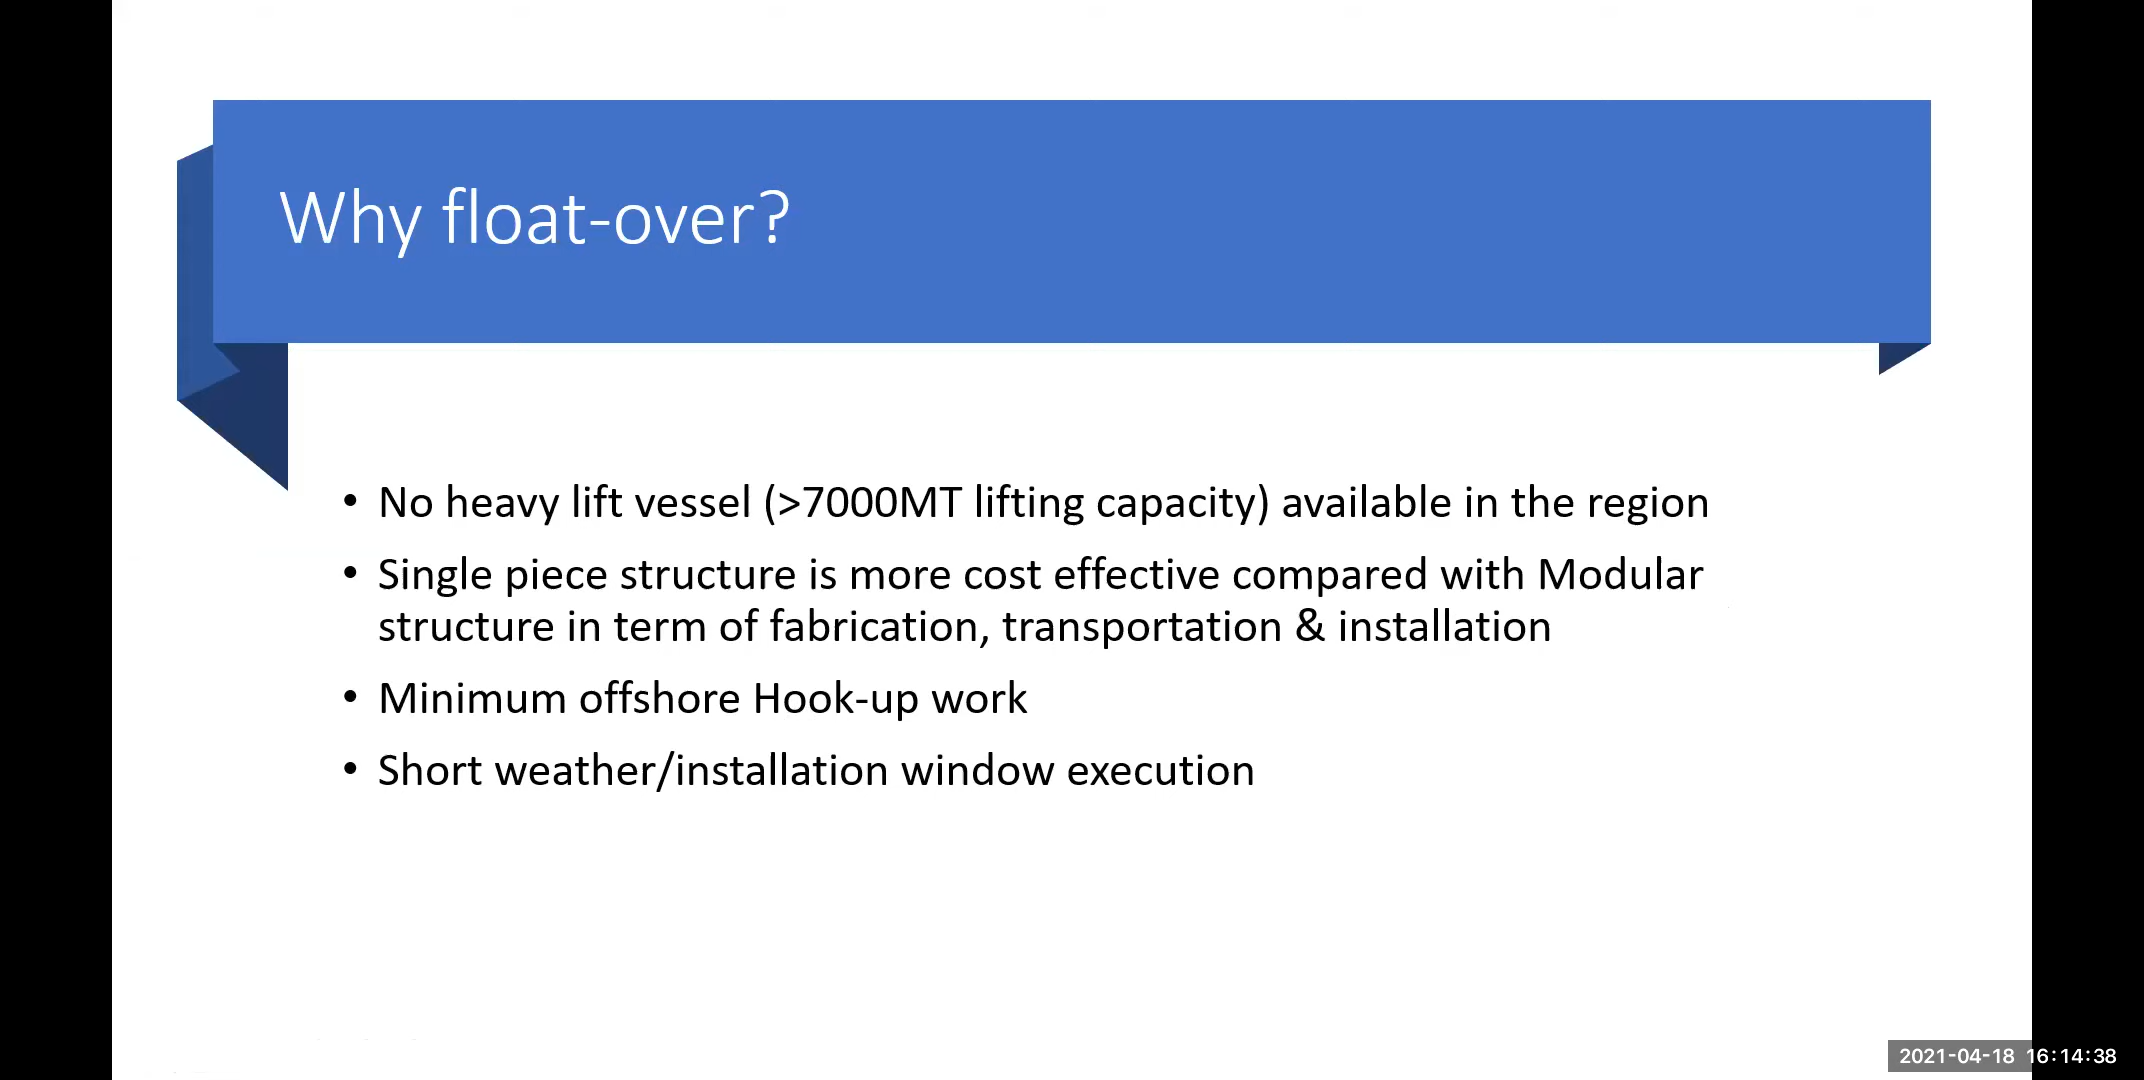 Why float-over?
• No heavy lift vessel (>7000MT lifting capacity) available in the region
• Single piece structure is more cost effective compared with Modular
structure in term of fabrication, transportation & installation
• Minimum offshore Hook-up work
• Short weather/installation window execution
2021-04-18 16:14:38